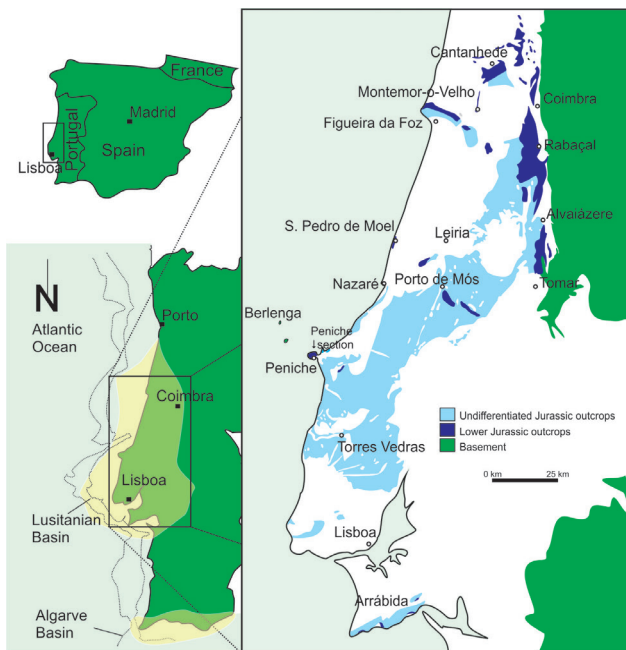 France
Madrid
Portugal
Spain
Lisboa
N
Atlantic
Ocean
Porto
Coimbra
Lisboa
Lusitanian
Basin
Algarve
Basin
Cantanhede
Montemor-o-Velho
Coimbra
Figueira da Foz
Rabaçal
Alvaiázere
S. Pedro de Moel
Leiria
Nazaré
Porto de Mós
Tomar
Berlenga
Peniche
section
Peniche
Undifferentiated Jurassic outcrops
Lower Jurassic outcrops
Basement
0 km
25 km
Torres Vedras
Lisboa
Arrábida